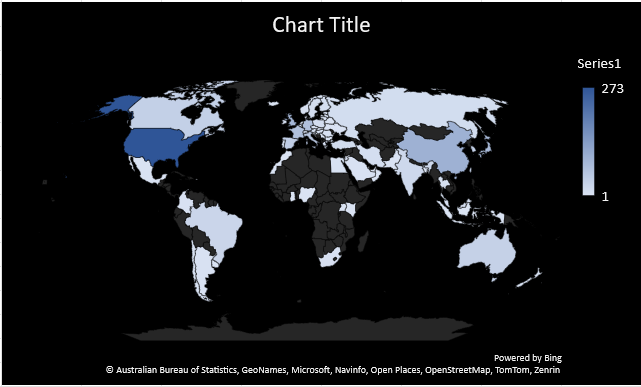 Chart Title
Series1
273
1
Powered by Bing
© Australian Bureau of Statistics, GeoNames, Microsoft, Navinfo, Open Places, OpenStreetMap, TomTom, Zenrin